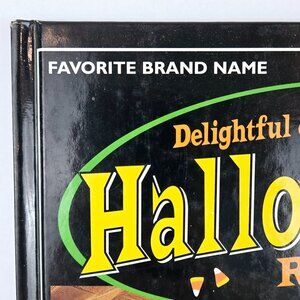 FAVORITE BRAND NAME
Delightful
Hallo
R